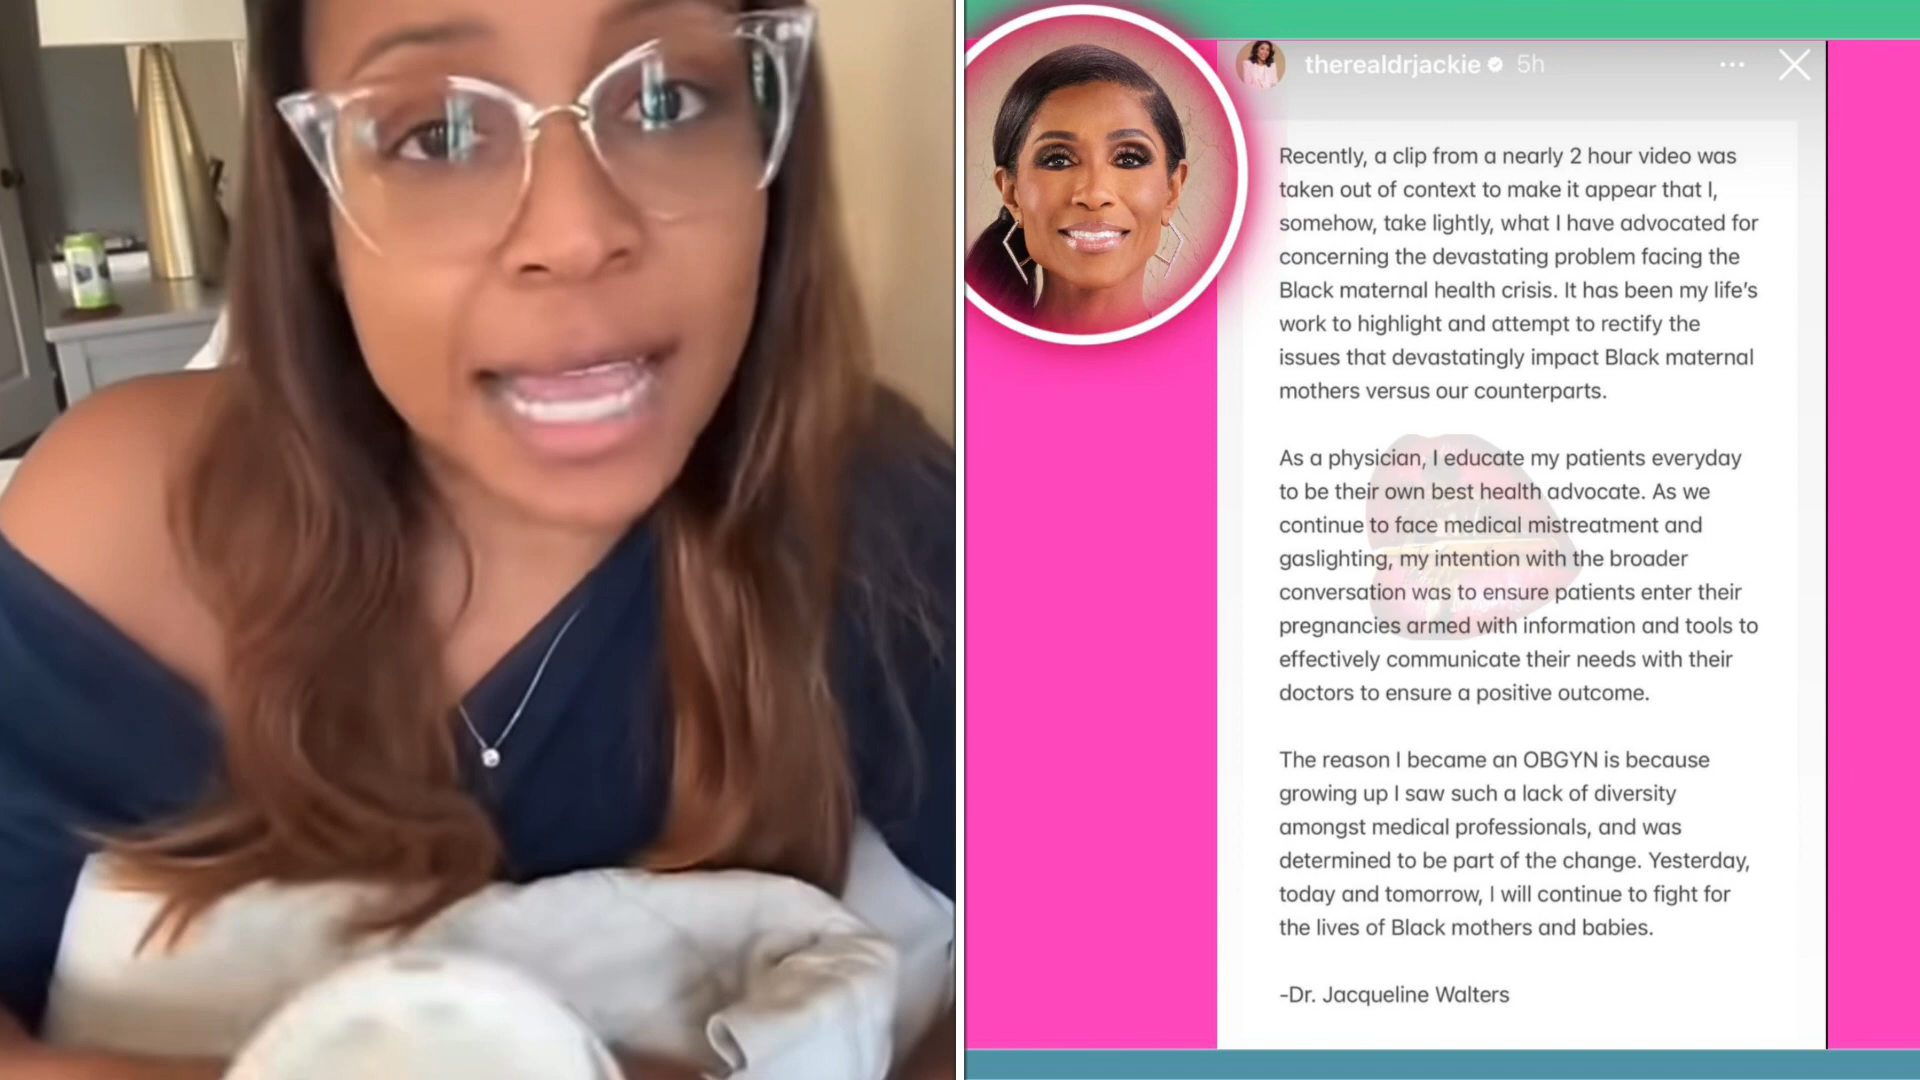 therealdrjackie 5h
Recently, a clip from a nearly 2 hour video was
taken out of context to make it appear that I,
somehow, take lightly, what I have advocated for
concerning the devastating problem facing the
Black maternal health crisis. It has been my life's
work to highlight and attempt to rectify the
issues that devastatingly impact Black maternal
mothers versus our counterparts.
As a physician, I educate my patients everyday
to be their own best health advocate. As we
continue to face medical mistreatment and
gaslighting, my intention with the broader
conversation was to ensure patients enter their
pregnancies armed with information and tools to
effectively communicate their needs with their
doctors to ensure a positive outcome.
The reason I became an OBGYN is because
growing up I saw such a lack of diversity
amongst medical professionals, and was
determined to be part of the change. Yesterday,
today and tomorrow, I will continue to fight for
the lives of Black mothers and babies.
-Dr. Jacqueline Walters